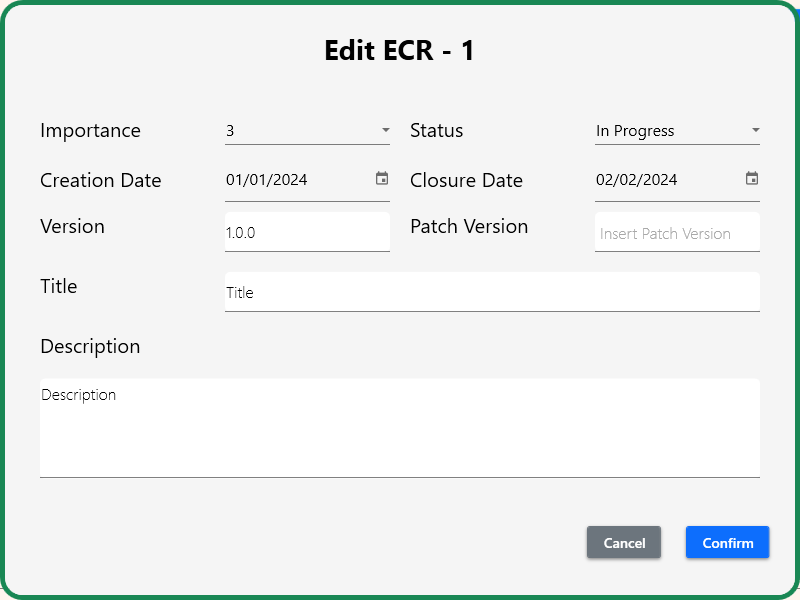 Edit ECR - 1
Importance 3 Status In Progress
Creation Date 01/01/2024 Closure Date 02/02/2024
Version 1.0.0 Patch Version Insert Patch Version
Title Title
Description
Description
Cancel Confirm